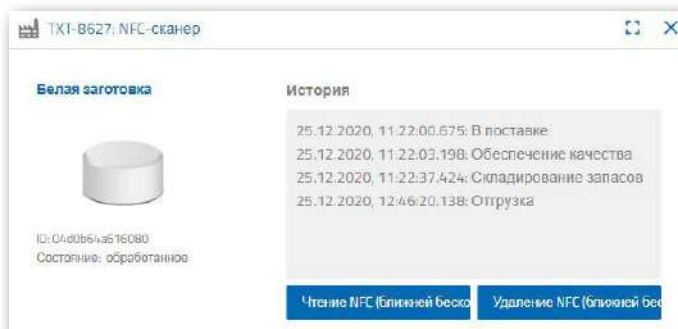 TXT-8627: NFC-сканер
Белая заготовка
История
25.12.2020, 11:22:00.675: В поставке
25.12.2020, 11:22:03.198: Обеспечение качества
25.12.2020, 11:22:37.424: Складирование запасов
25.12.2020, 12:46:20.138: Отгрузка
ID: 04d0b64a616080
Состояние: обработанное
Чтение NFC (ближней беско
Удаление NFC (ближней бес